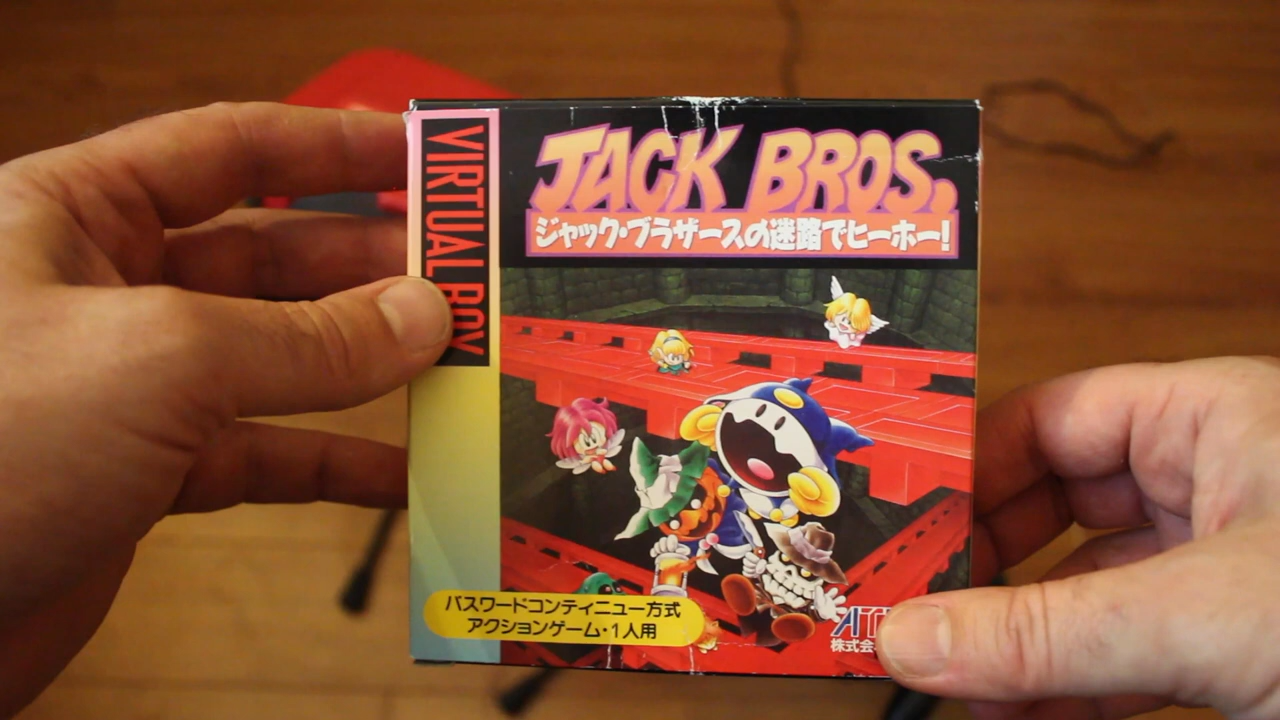 VIRTUAL BOY
JACK BROS.
ジャック・ブラザースの迷路でヒーホー!
パスワードコンティニュー方式
アクションゲーム・1人用